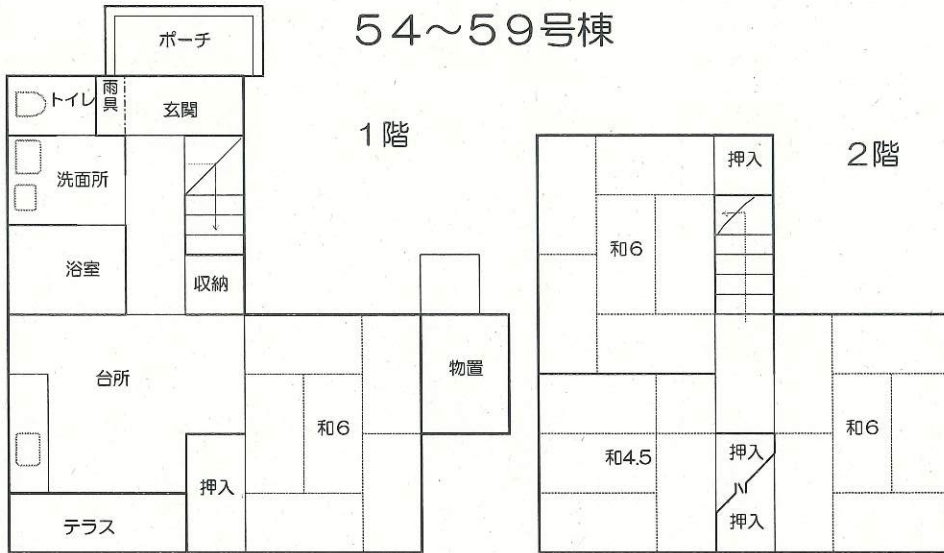 54～59号棟
ポーチ
トイレ
雨具
玄関
1階
洗面所
浴室
収納
台所
和6
物置
押入
テラス
2階
押入
和6
和4.5
押入
押入
和6